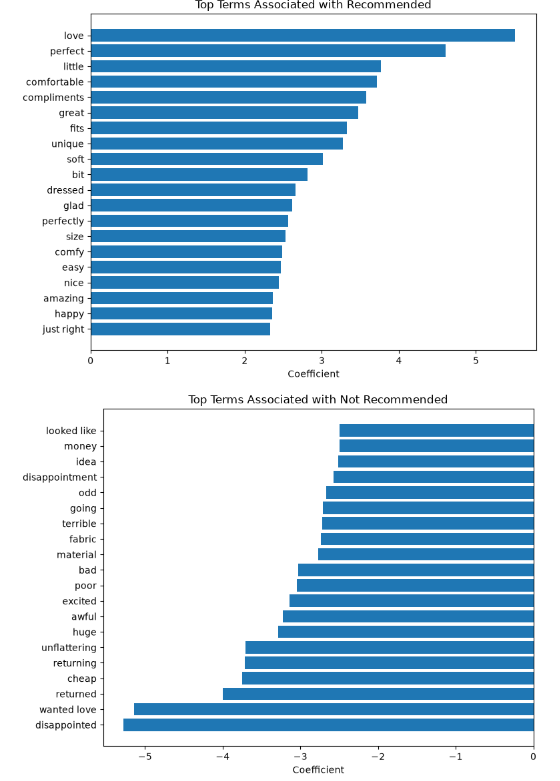 Top Terms Associated with Recommended
love
perfect
little
comfortable
compliments
great
fits
unique
soft
bit
dressed
glad
perfectly
size
comfy
easy
nice
amazing
happy
just right
0 1 2 3 4 5
Coefficient
Top Terms Associated with Not Recommended
looked like
money
idea
disappointment
odd
going
terrible
fabric
material
bad
poor
excited
awful
huge
unflattering
returning
cheap
returned
wanted love
disappointed
−5 −4 −3 −2 −1 0
Coefficient